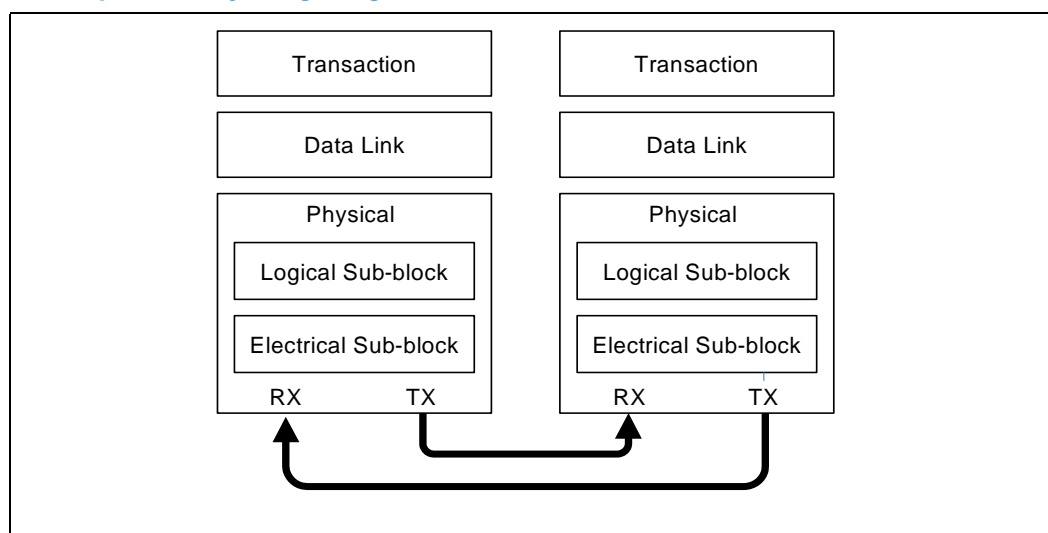 Transaction Transaction
Data Link Data Link
Physical Physical
Logical Sub-block Logical Sub-block
Electrical Sub-block Electrical Sub-block
RX TX RX TX